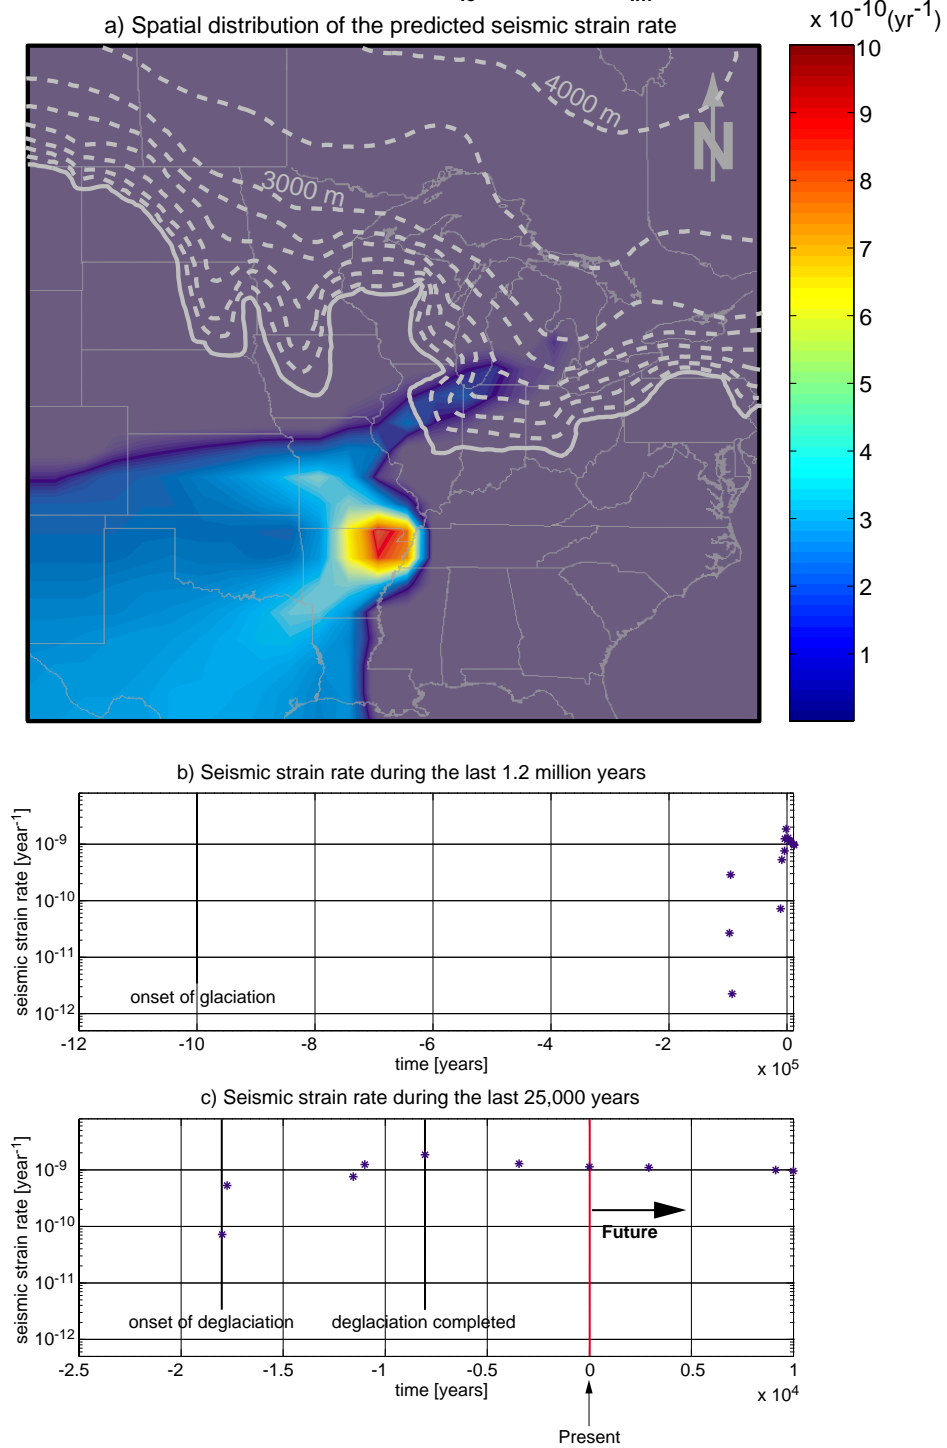 a) Spatial distribution of the predicted seismic strain rate
x 10-10(yr-1)
4000 m
N
3000 m
10
9
8
7
6
5
4
3
2
1
b) Seismic strain rate during the last 1.2 million years
seismic strain rate [year-1]
10-9
10-10
10-11
10-12
onset of glaciation
-12
-10
-8
-6
-4
-2
0
time [years]
x 105
c) Seismic strain rate during the last 25,000 years
seismic strain rate [year-1]
10-9
10-10
10-11
10-12
Future
onset of deglaciation
deglaciation completed
-2.5
-2
-1.5
-1
-0.5
0
0.5
1
time [years]
x 104
Present